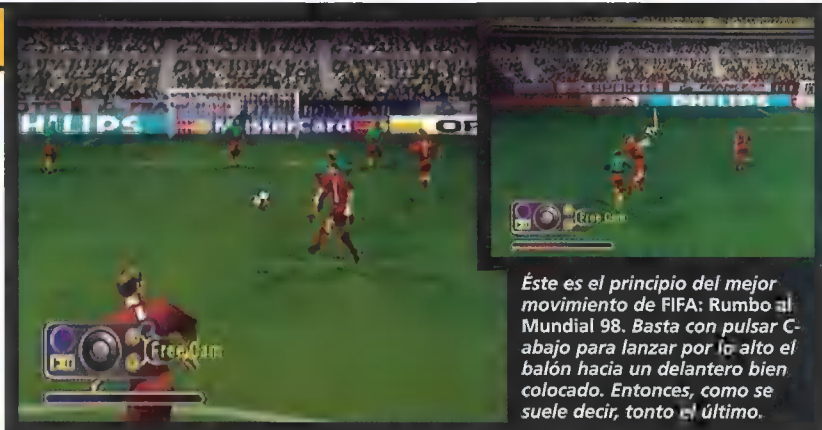 HILIPS
Mastercard
OP
Free Cam
PHILIPS
Free Cam
Éste es el principio del mejor
movimiento de FIFA: Rumbo al
Mundial 98. Basta con pulsar C-
abajo para lanzar por lo alto el
balón hacia un delantero bien
colocado. Entonces, como se
suele decir, tonto el último.